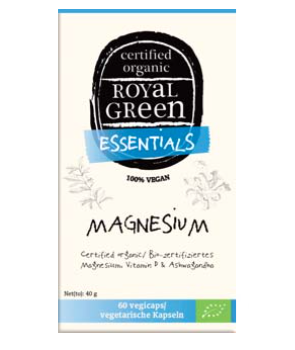 certified
organic
ROYAL
GREEN
ESSENTIALS
100% VEGAN
MAGNESIUM
Certified organic/ Bio-zertifiziertes
Magnesium, Vitamin D & Ashwagandha
Net(to): 40 g
60 vegicaps/
vegetarische Kapseln